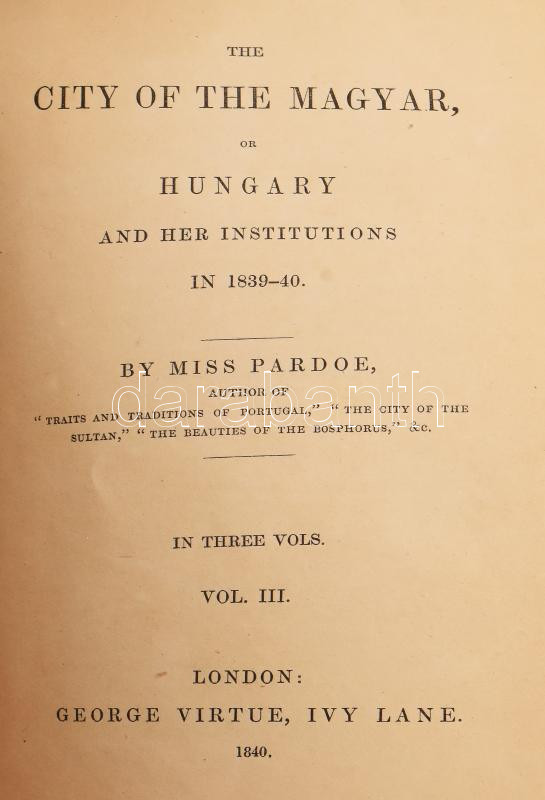 THE
CITY OF THE MAGYAR,
OR
HUNGARY
AND HER INSTITUTIONS
IN 1839–40.
BY MISS PARDOE,
darabanth
AUTHOR OF
“ TRAITS AND TRADITIONS OF PORTUGAL,” “ THE CITY OF THE
SULTAN,” “ THE BEAUTIES OF THE BOSPHORUS,” &c.
IN THREE VOLS.
VOL. III.
LONDON:
GEORGE VIRTUE, IVY LANE.
1840.